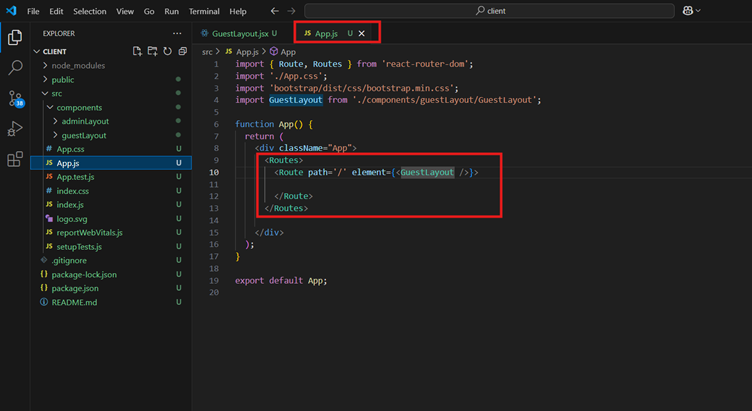 File Edit Selection View Go Run Terminal Help
client
EXPLORER
CLIENT
node_modules
public
src
components
adminLayout
guestLayout
# App.css U
JS App.js U
JS App.test.js U
# index.css U
JS index.js U
logo.svg U
JS reportWebVitals.js U
JS setupTests.js U
.gitignore U
{} package-lock.json U
{} package.json U
README.md U
38
GuestLayout.jsx U
JS App.js U
src > JS App.js > App
1 import { Route, Routes } from 'react-router-dom';
2 import './App.css';
3 import 'bootstrap/dist/css/bootstrap.min.css';
4 import GuestLayout from './components/guestLayout/GuestLayout';
5
6 function App() {
7 return (
8 <div className="App">
9 <Routes>
10 <Route path='/' element={<GuestLayout />}>
11
12 </Route>
13 </Routes>
14
15 </div>
16 );
17 }
18
19 export default App;
20